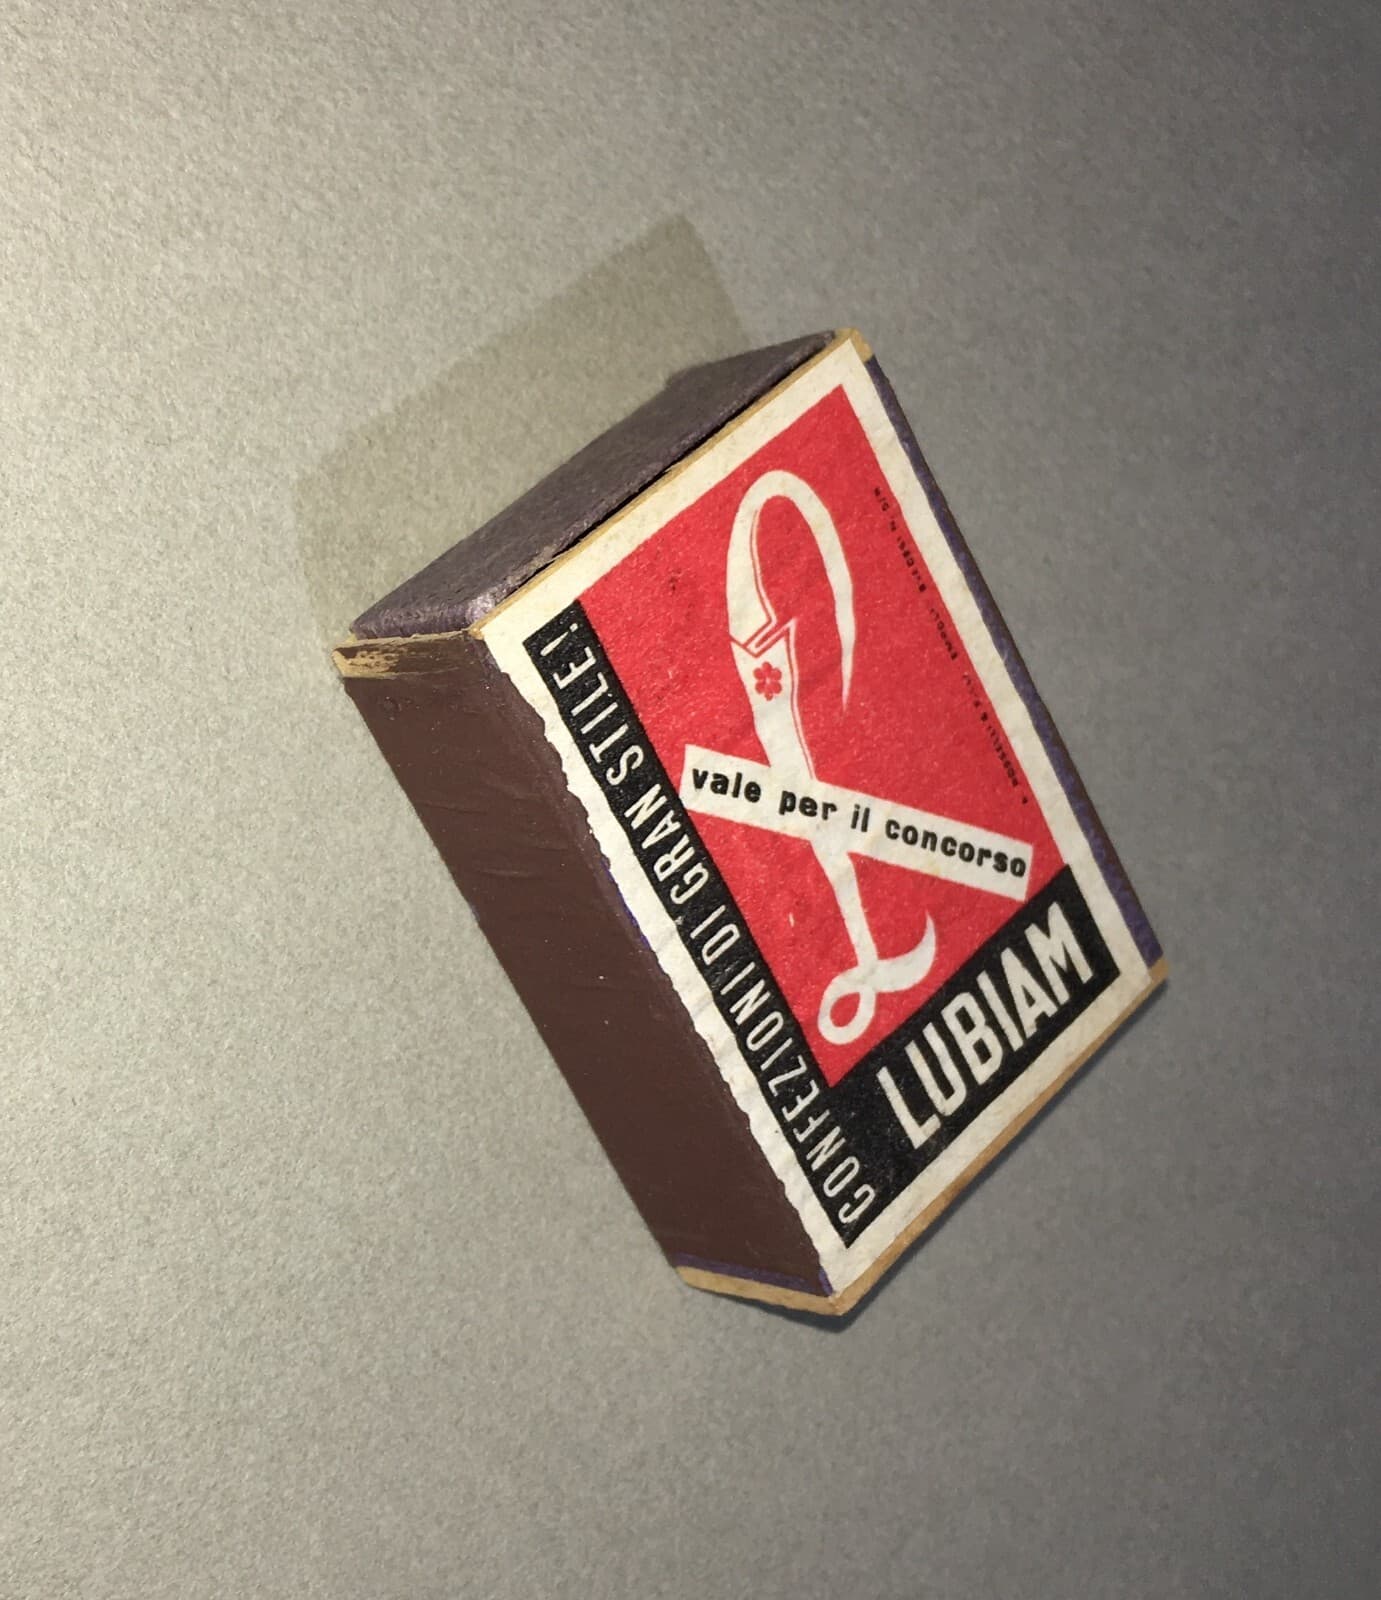 vale per il concorso
LUBIAM
CONFEZIONI DI GRAN STILE!